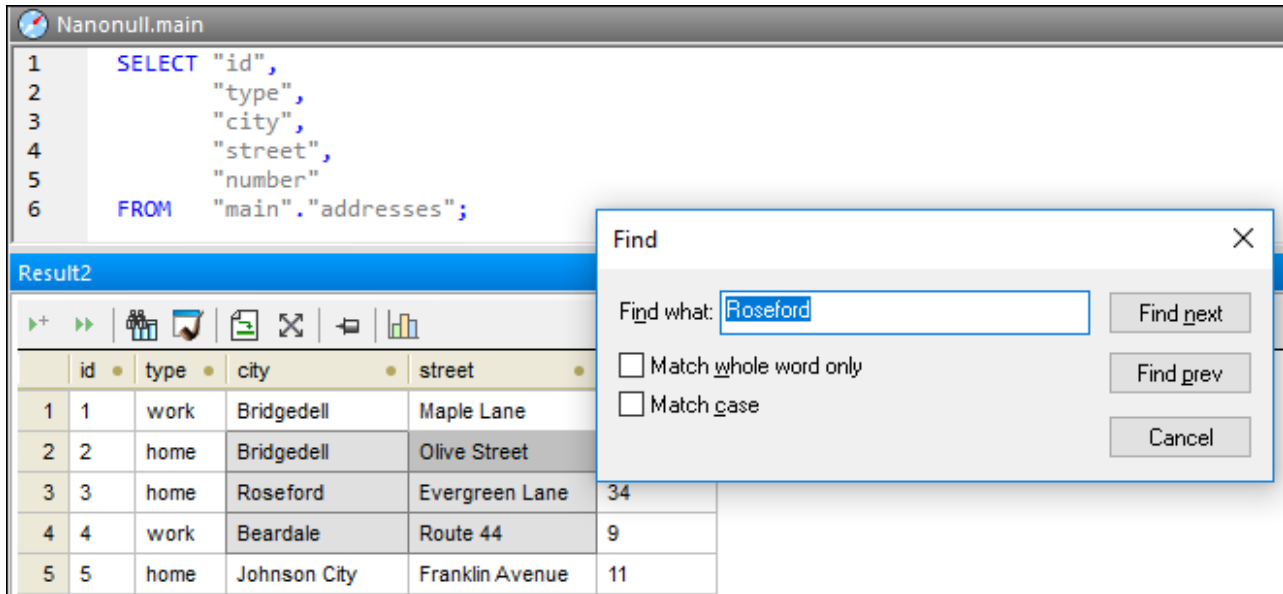 Nanonull.main
1 SELECT "id",
2 "type",
3 "city",
4 "street",
5 "number"
6 FROM "main"."addresses";
Find
Result2
Find what: Roseford
Find next
Match whole word only
Find prev
Match case
Cancel
id type city street
1 1 work Bridgedell Maple Lane
2 2 home Bridgedell Olive Street
3 3 home Roseford Evergreen Lane 34
4 4 work Beardale Route 44 9
5 5 home Johnson City Franklin Avenue 11